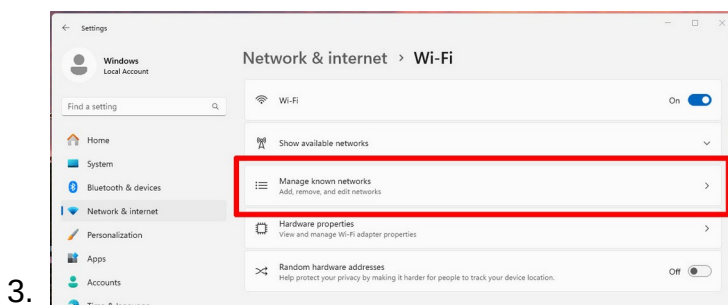 Settings
Windows
Local Account
Network & internet > Wi-Fi
Find a setting
Wi-Fi
On
Home
Show available networks
System
Manage known networks
Add, remove, and edit networks
Bluetooth & devices
Network & internet
Hardware properties
View and manage Wi-Fi adapter properties
Personalization
Apps
Random hardware addresses
Help protect your privacy by making it harder for people to track your device location.
Off
Accounts
3.
Time & language